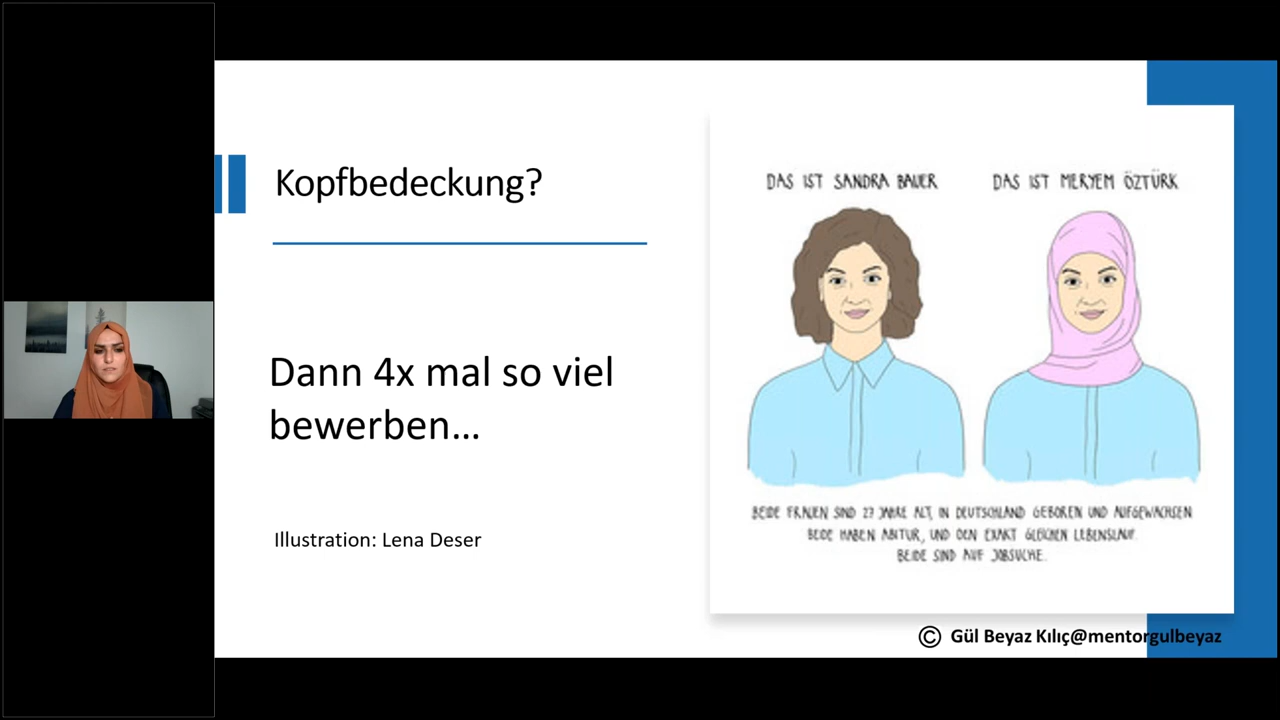 Kopfbedeckung?
Dann 4x mal so viel
bewerben...
Illustration: Lena Deser
DAS IST SANDRA BAUER
DAS IST MERYEM ÖZTÜRK
BEIDE FRAUEN SIND 27 JAHRE ALT, IN DEUTSCHLAND GEBOREN UND AUFGEWACHSEN
BEIDE HABEN ABITUR, UND DEN EXAKT GLEICHEN LEBENSLAUF.
BEIDE SIND AUF JOBSUCHE.
© Gül Beyaz Kılıç@mentorgulbeyaz